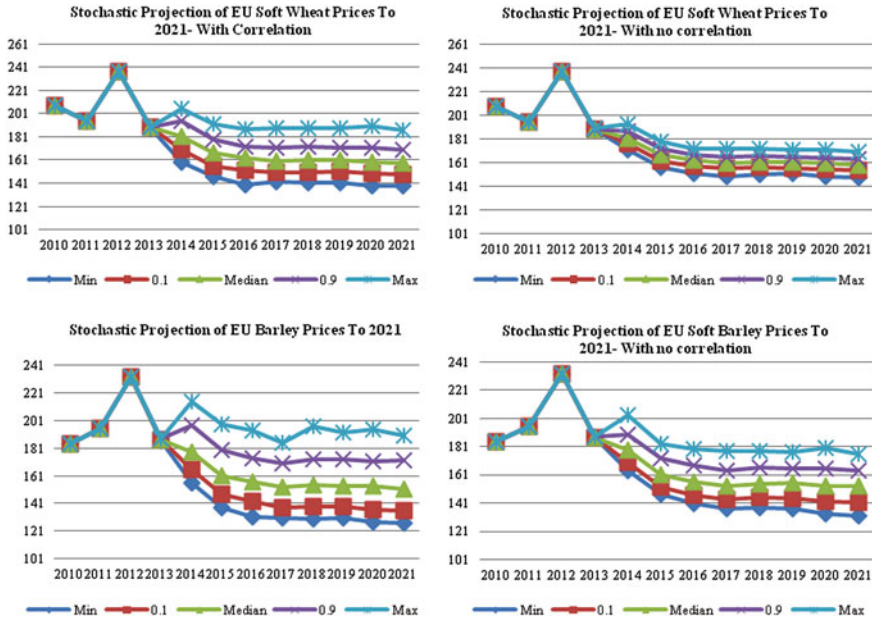 Stochastic Projection of EU Soft Wheat Prices To
2021- With Correlation
261
241
221
201
181
161
141
121
101
2010 2011 2012 2013 2014 2015 2016 2017 2018 2019 2020 2021
Min 0.1 Median 0.9 Max
Stochastic Projection of EU Soft Wheat Prices To
2021- With no correlation
261
241
221
201
181
161
141
121
101
2010 2011 2012 2013 2014 2015 2016 2017 2018 2019 2020 2021
Min 0.1 Median 0.9 Max
Stochastic Projection of EU Barley Prices To 2021
241
221
201
181
161
141
121
101
2010 2011 2012 2013 2014 2015 2016 2017 2018 2019 2020 2021
Min 0.1 Median 0.9 Max
Stochastic Projection of EU Soft Barley Prices To
2021- With no correlation
241
221
201
181
161
141
121
101
2010 2011 2012 2013 2014 2015 2016 2017 2018 2019 2020 2021
Min 0.1 Median 0.9 Max